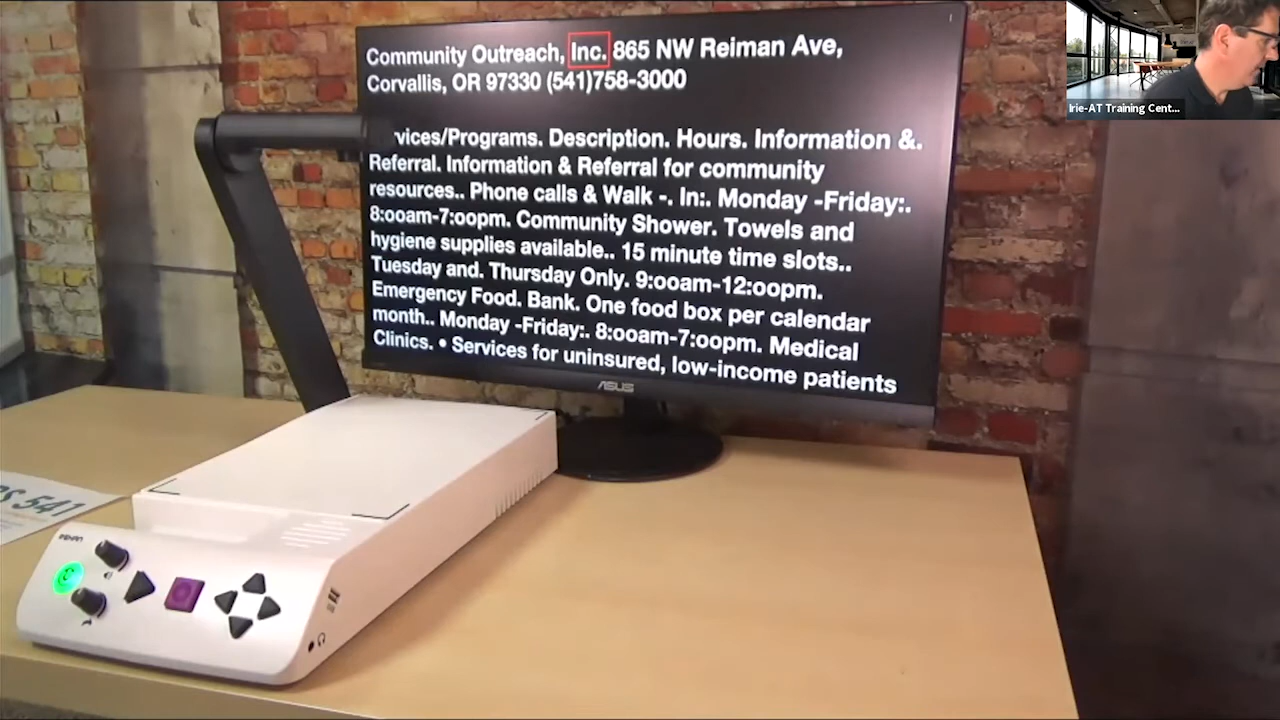 Community Outreach, Inc. 865 NW Reiman Ave,
Corvallis, OR 97330 (541)758-3000
vices/Programs. Description. Hours. Information &.
Referral. Information & Referral for community
resources.. Phone calls & Walk -. In:. Monday -Friday:.
8:ooam-7:oopm. Community Shower. Towels and
hygiene supplies available.. 15 minute time slots..
Tuesday and. Thursday Only. 9:ooam-12:oopm.
Emergency Food. Bank. One food box per calendar
month.. Monday -Friday:. 8:ooam-7:oopm. Medical
Clinics. • Services for uninsured, low-income patients
ASUS
Irie-AT Training Cent...
541